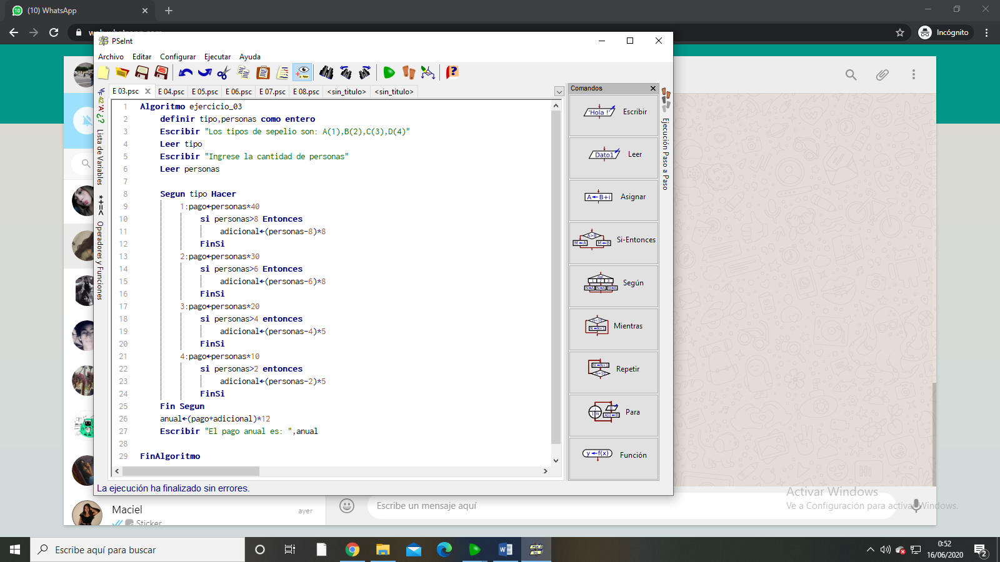 (10) WhatsApp
Incógnito
PSeInt
Archivo Editar Configurar Ejecutar Ayuda
E 03.psc E 04.psc E 05.psc E 06.psc E 07.psc E 08.psc <sin_titulo> <sin_titulo>
Lista de Variables
Operadores y Funciones
1 Algoritmo ejercicio_03
2 definir tipo,personas como entero
3 Escribir "Los tipos de sepelio son: A(1),B(2),C(3),D(4)"
4 Leer tipo
5 Escribir "Ingrese la cantidad de personas"
6 Leer personas
7
8 Segun tipo Hacer
9 1:pago←personas*40
10 si personas>8 Entonces
11 adicional←(personas-8)*8
12 FinSi
13 2:pago←personas*30
14 si personas>6 Entonces
15 adicional←(personas-6)*8
16 FinSi
17 3:pago←personas*20
18 si personas>4 entonces
19 adicional←(personas-4)*5
20 FinSi
21 4:pago←personas*10
22 si personas>2 entonces
23 adicional←(personas-2)*5
24 FinSi
25 Fin Segun
26 anual←(pago+adicional)*12
27 Escribir "El pago anual es: ",anual
28
29 FinAlgoritmo
La ejecución ha finalizado sin errores.
Comandos
'Hola !' Escribir
Dato1 Leer
A←B+i Asignar
A>B M←A M←B Si-Entonces
Según
Mientras
Repetir
Para
y←f(x) Función
Ejecución Paso a Paso
Maciel
ayer
Sticker
Escribe un mensaje aquí
Activar Windows
Ve a Configuración para activar Windows.
Escribe aquí para buscar
0:52
16/06/2020
2